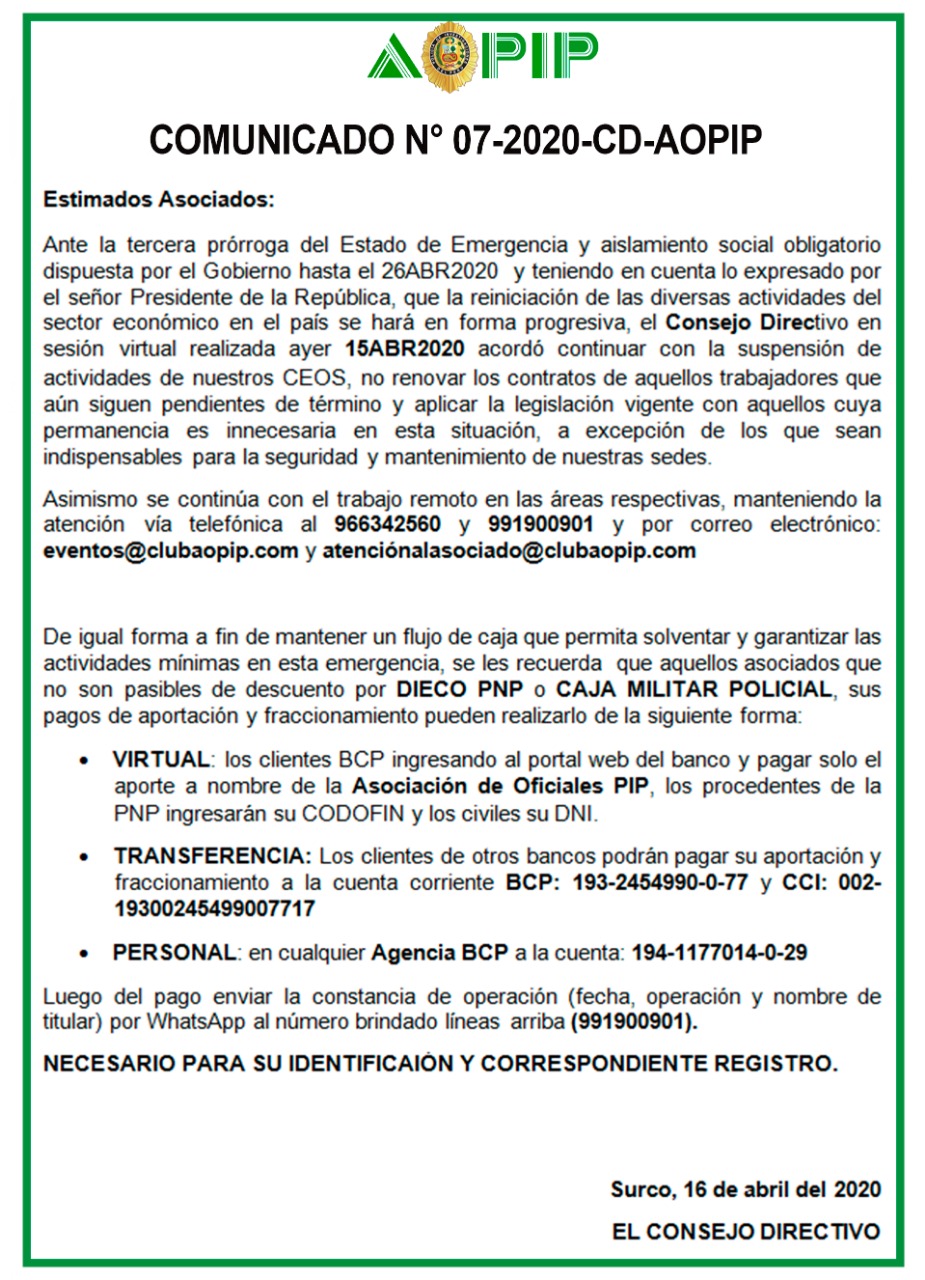 AOPIP
COMUNICADO N° 07-2020-CD-AOPIP
Estimados Asociados:
Ante la tercera prórroga del Estado de Emergencia y aislamiento social obligatorio
dispuesta por el Gobierno hasta el 26ABR2020 y teniendo en cuenta lo expresado por
el señor Presidente de la República, que la reiniciación de las diversas actividades del
sector económico en el país se hará en forma progresiva, el Consejo Directivo en
sesión virtual realizada ayer 15ABR2020 acordó continuar con la suspensión de
actividades de nuestros CEOS, no renovar los contratos de aquellos trabajadores que
aún siguen pendientes de término y aplicar la legislación vigente con aquellos cuya
permanencia es innecesaria en esta situación, a excepción de los que sean
indispensables para la seguridad y mantenimiento de nuestras sedes.
Asimismo se continúa con el trabajo remoto en las áreas respectivas, manteniendo la
atención vía telefónica al 966342560 y 991900901 y por correo electrónico:
eventos@clubaopip.com y atenciónalasociado@clubaopip.com
De igual forma a fin de mantener un flujo de caja que permita solventar y garantizar las
actividades mínimas en esta emergencia, se les recuerda que aquellos asociados que
no son pasibles de descuento por DIECO PNP o CAJA MILITAR POLICIAL, sus
pagos de aportación y fraccionamiento pueden realizarlo de la siguiente forma:
• VIRTUAL: los clientes BCP ingresando al portal web del banco y pagar solo el
aporte a nombre de la Asociación de Oficiales PIP, los procedentes de la
PNP ingresarán su CODOFIN y los civiles su DNI.
• TRANSFERENCIA: Los clientes de otros bancos podrán pagar su aportación y
fraccionamiento a la cuenta corriente BCP: 193-2454990-0-77 y CCI: 002-
19300245499007717
• PERSONAL: en cualquier Agencia BCP a la cuenta: 194-1177014-0-29
Luego del pago enviar la constancia de operación (fecha, operación y nombre de
titular) por WhatsApp al número brindado líneas arriba (991900901).
NECESARIO PARA SU IDENTIFICAIÓN Y CORRESPONDIENTE REGISTRO.
Surco, 16 de abril del 2020
EL CONSEJO DIRECTIVO